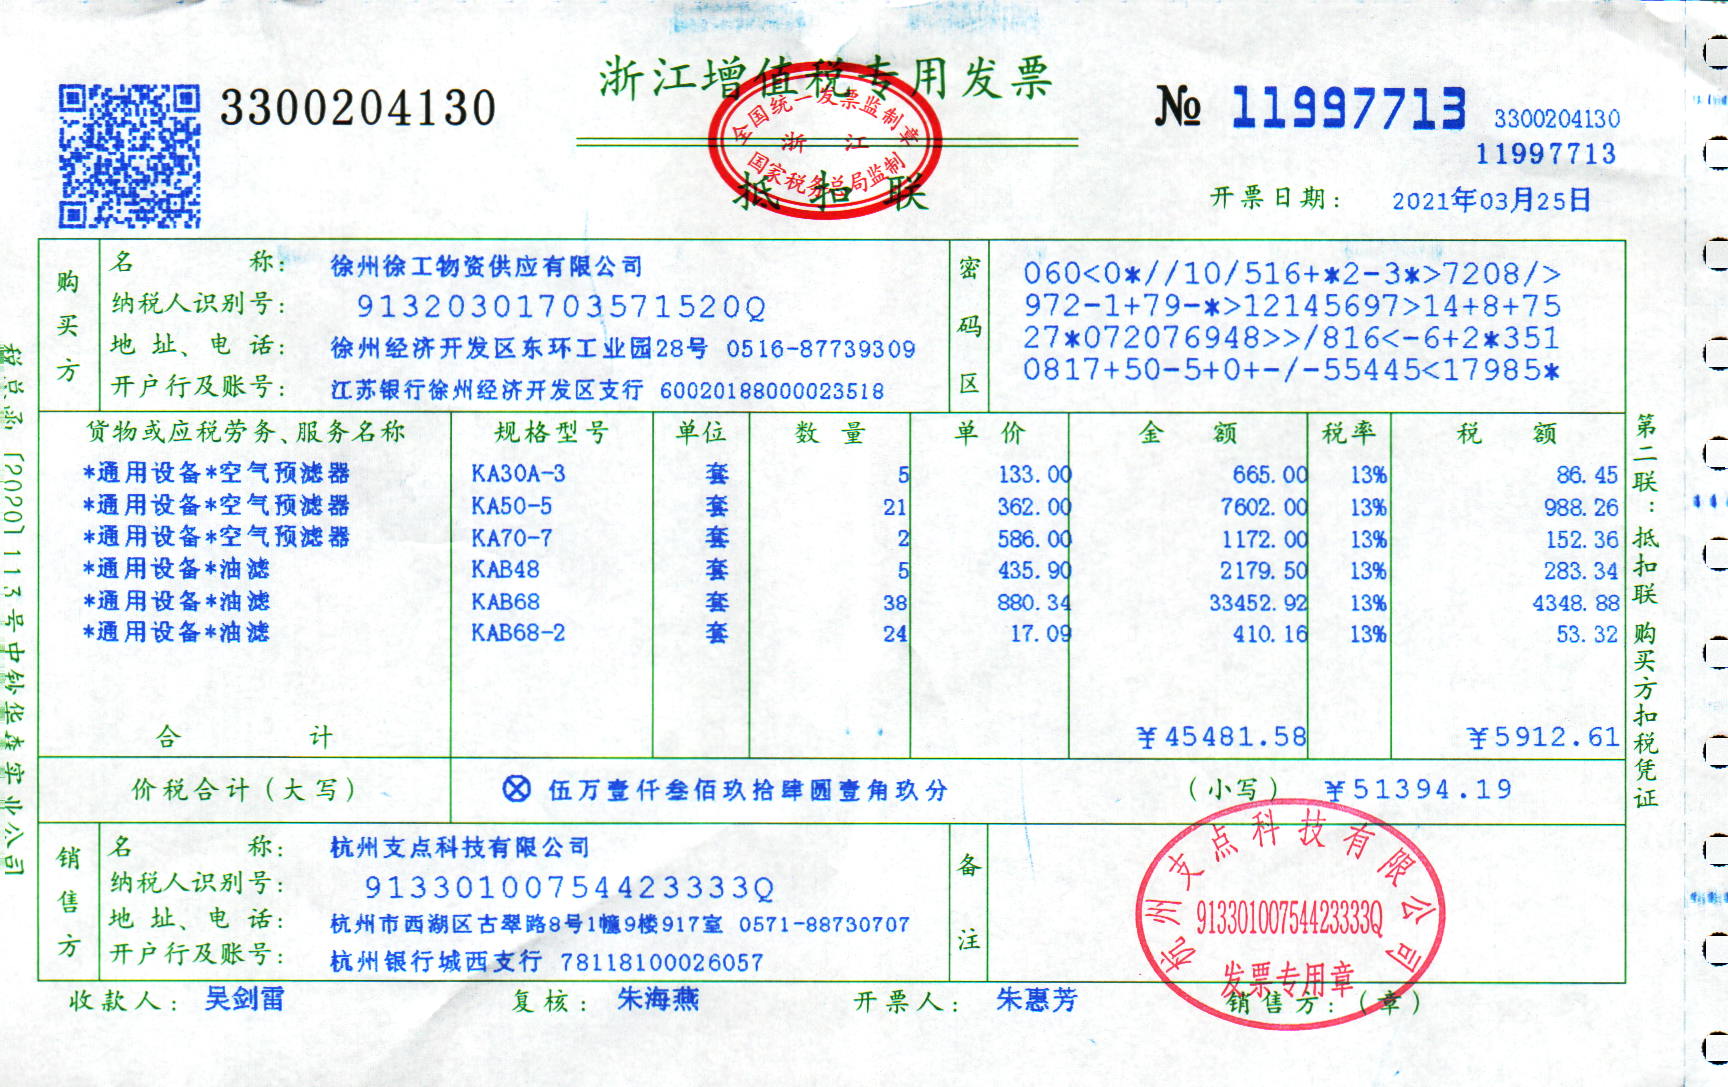 浙江增值税专用发票
3300204130
№ 11997713
3300204130
11997713
全国统一发票监制章
浙 江
国家税务总局监制
抵扣联
开票日期: 2021年03月25日
购买方
名 称: 徐州徐工物资供应有限公司
纳税人识别号: 91320301703571520Q
地址、电话: 徐州经济开发区东环工业园28号 0516-87739309
开户行及账号: 江苏银行徐州经济开发区支行 60020188000023518
密码区
060<0*//10/516+*2-3*>7208/>
972-1+79-*>12145697>14+8+75
27*072076948>>/816<-6+2*351
0817+50-5+0+-/-55445<17985*
货物或应税劳务、服务名称 规格型号 单位 数量 单价 金额 税率 税额
*通用设备*空气预滤器 KA30A-3 套 5 133.00 665.00 13% 86.45
*通用设备*空气预滤器 KA50-5 套 21 362.00 7602.00 13% 988.26
*通用设备*空气预滤器 KA70-7 套 2 586.00 1172.00 13% 152.36
*通用设备*油滤 KAB48 套 5 435.90 2179.50 13% 283.34
*通用设备*油滤 KAB68 套 38 880.34 33452.92 13% 4348.88
*通用设备*油滤 KAB68-2 套 24 17.09 410.16 13% 53.32
合 计 ¥45481.58 ¥5912.61
价税合计(大写) ⊗伍万壹仟叁佰玖拾肆圆壹角玖分 (小写) ¥51394.19
销售方
名 称: 杭州支点科技有限公司
纳税人识别号: 91330100754423333Q
地址、电话: 杭州市西湖区古翠路8号1幢9楼917室 0571-88730707
开户行及账号: 杭州银行城西支行 78118100026057
备注
杭州支点科技有限公司
91330100754423333Q
发票专用章
收款人: 吴剑雷 复核: 朱海燕 开票人: 朱惠芳 销售方:(章)
第二联:抵扣联 购买方扣税凭证
税总函〔2020〕113号中钞华森实业公司